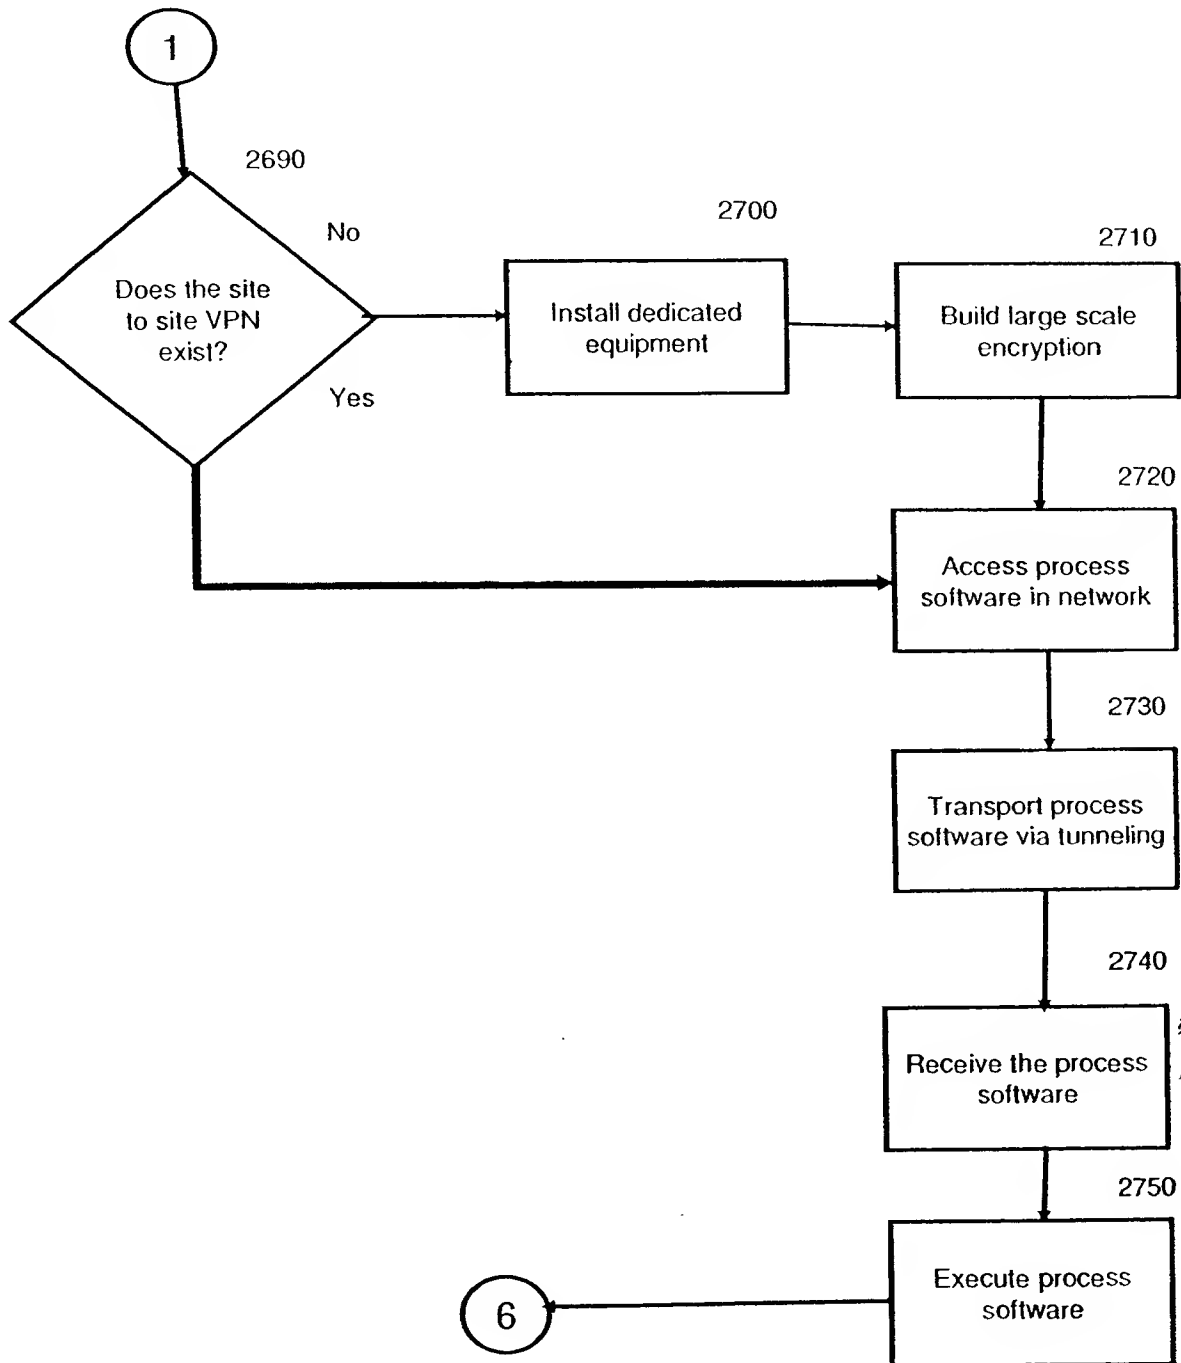 1
2690
No
2700
2710
Does the site
to site VPN
exist?
Install dedicated
equipment
Build large scale
encryption
Yes
2720
Access process
software in network
2730
Transport process
software via tunneling
2740
Receive the process
software
2750
Execute process
software
6